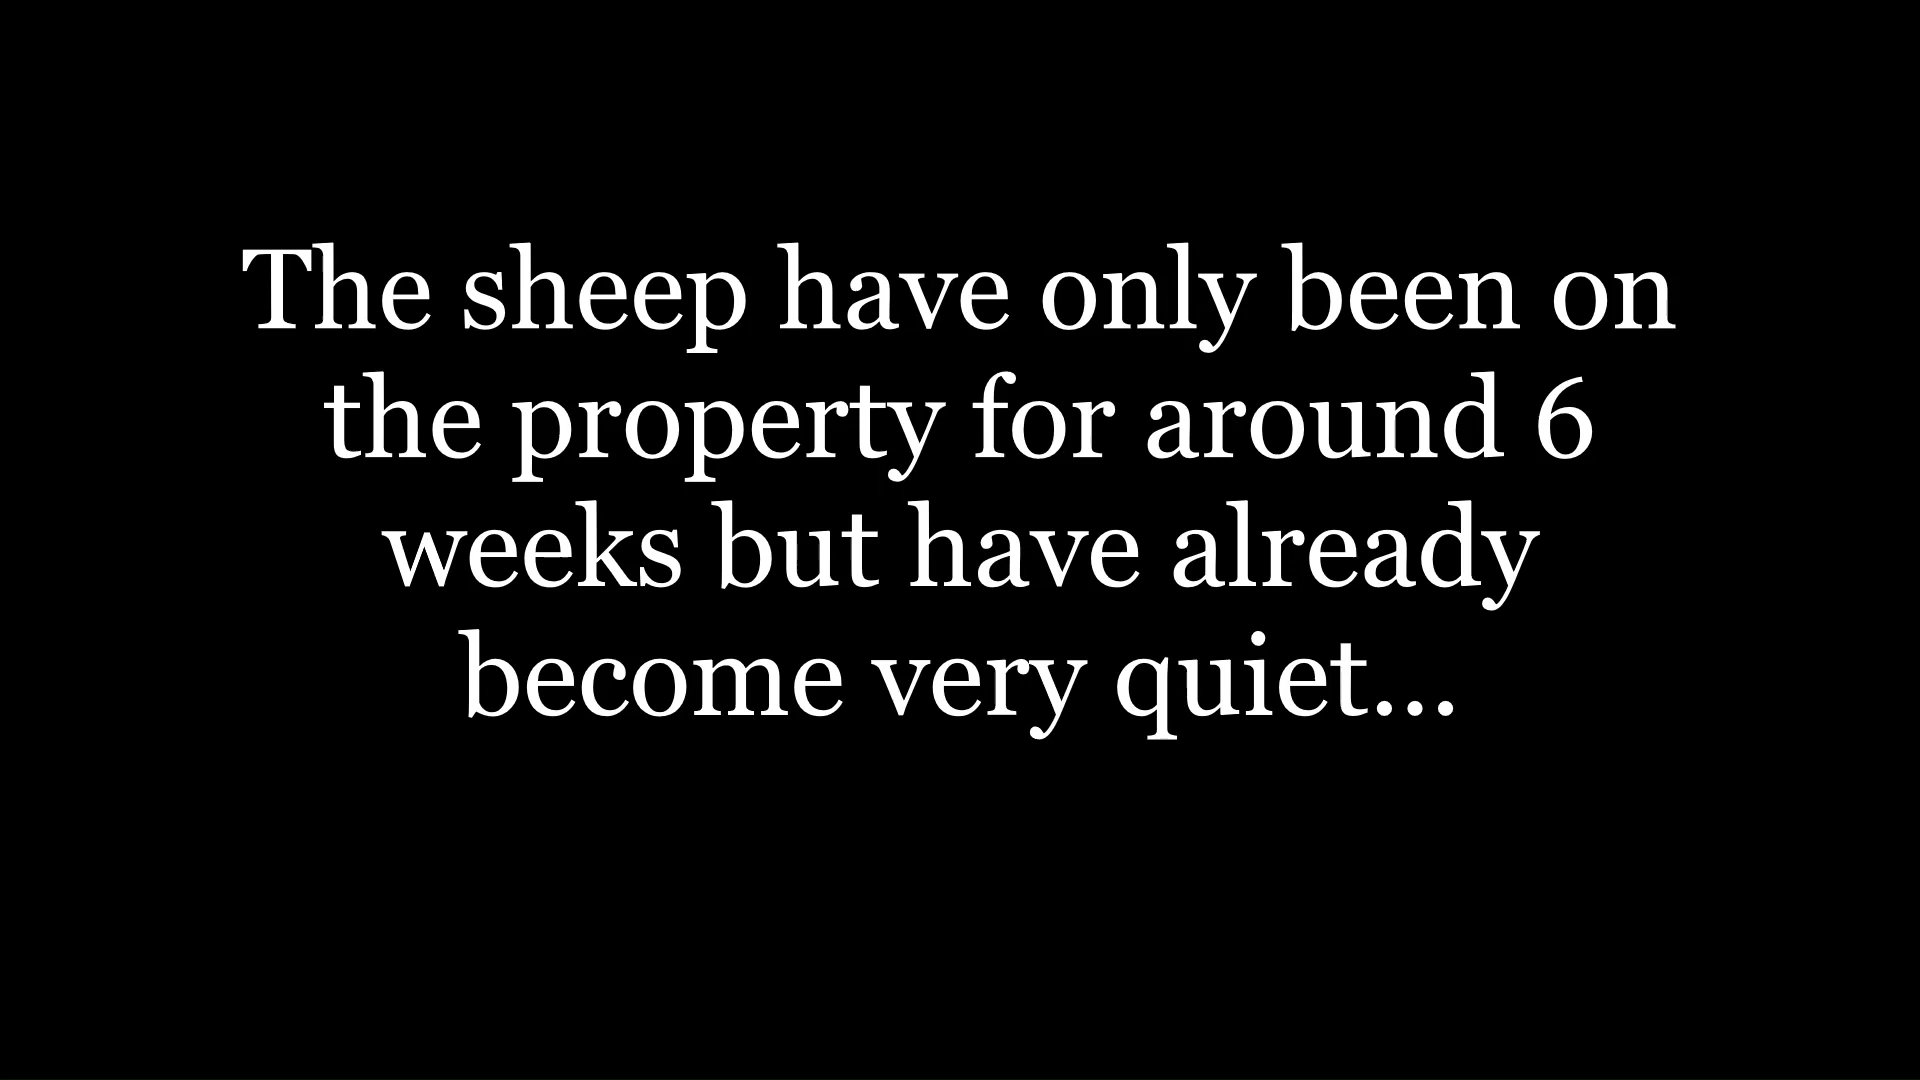 The sheep have only been on
the property for around 6
weeks but have already
become very quiet...